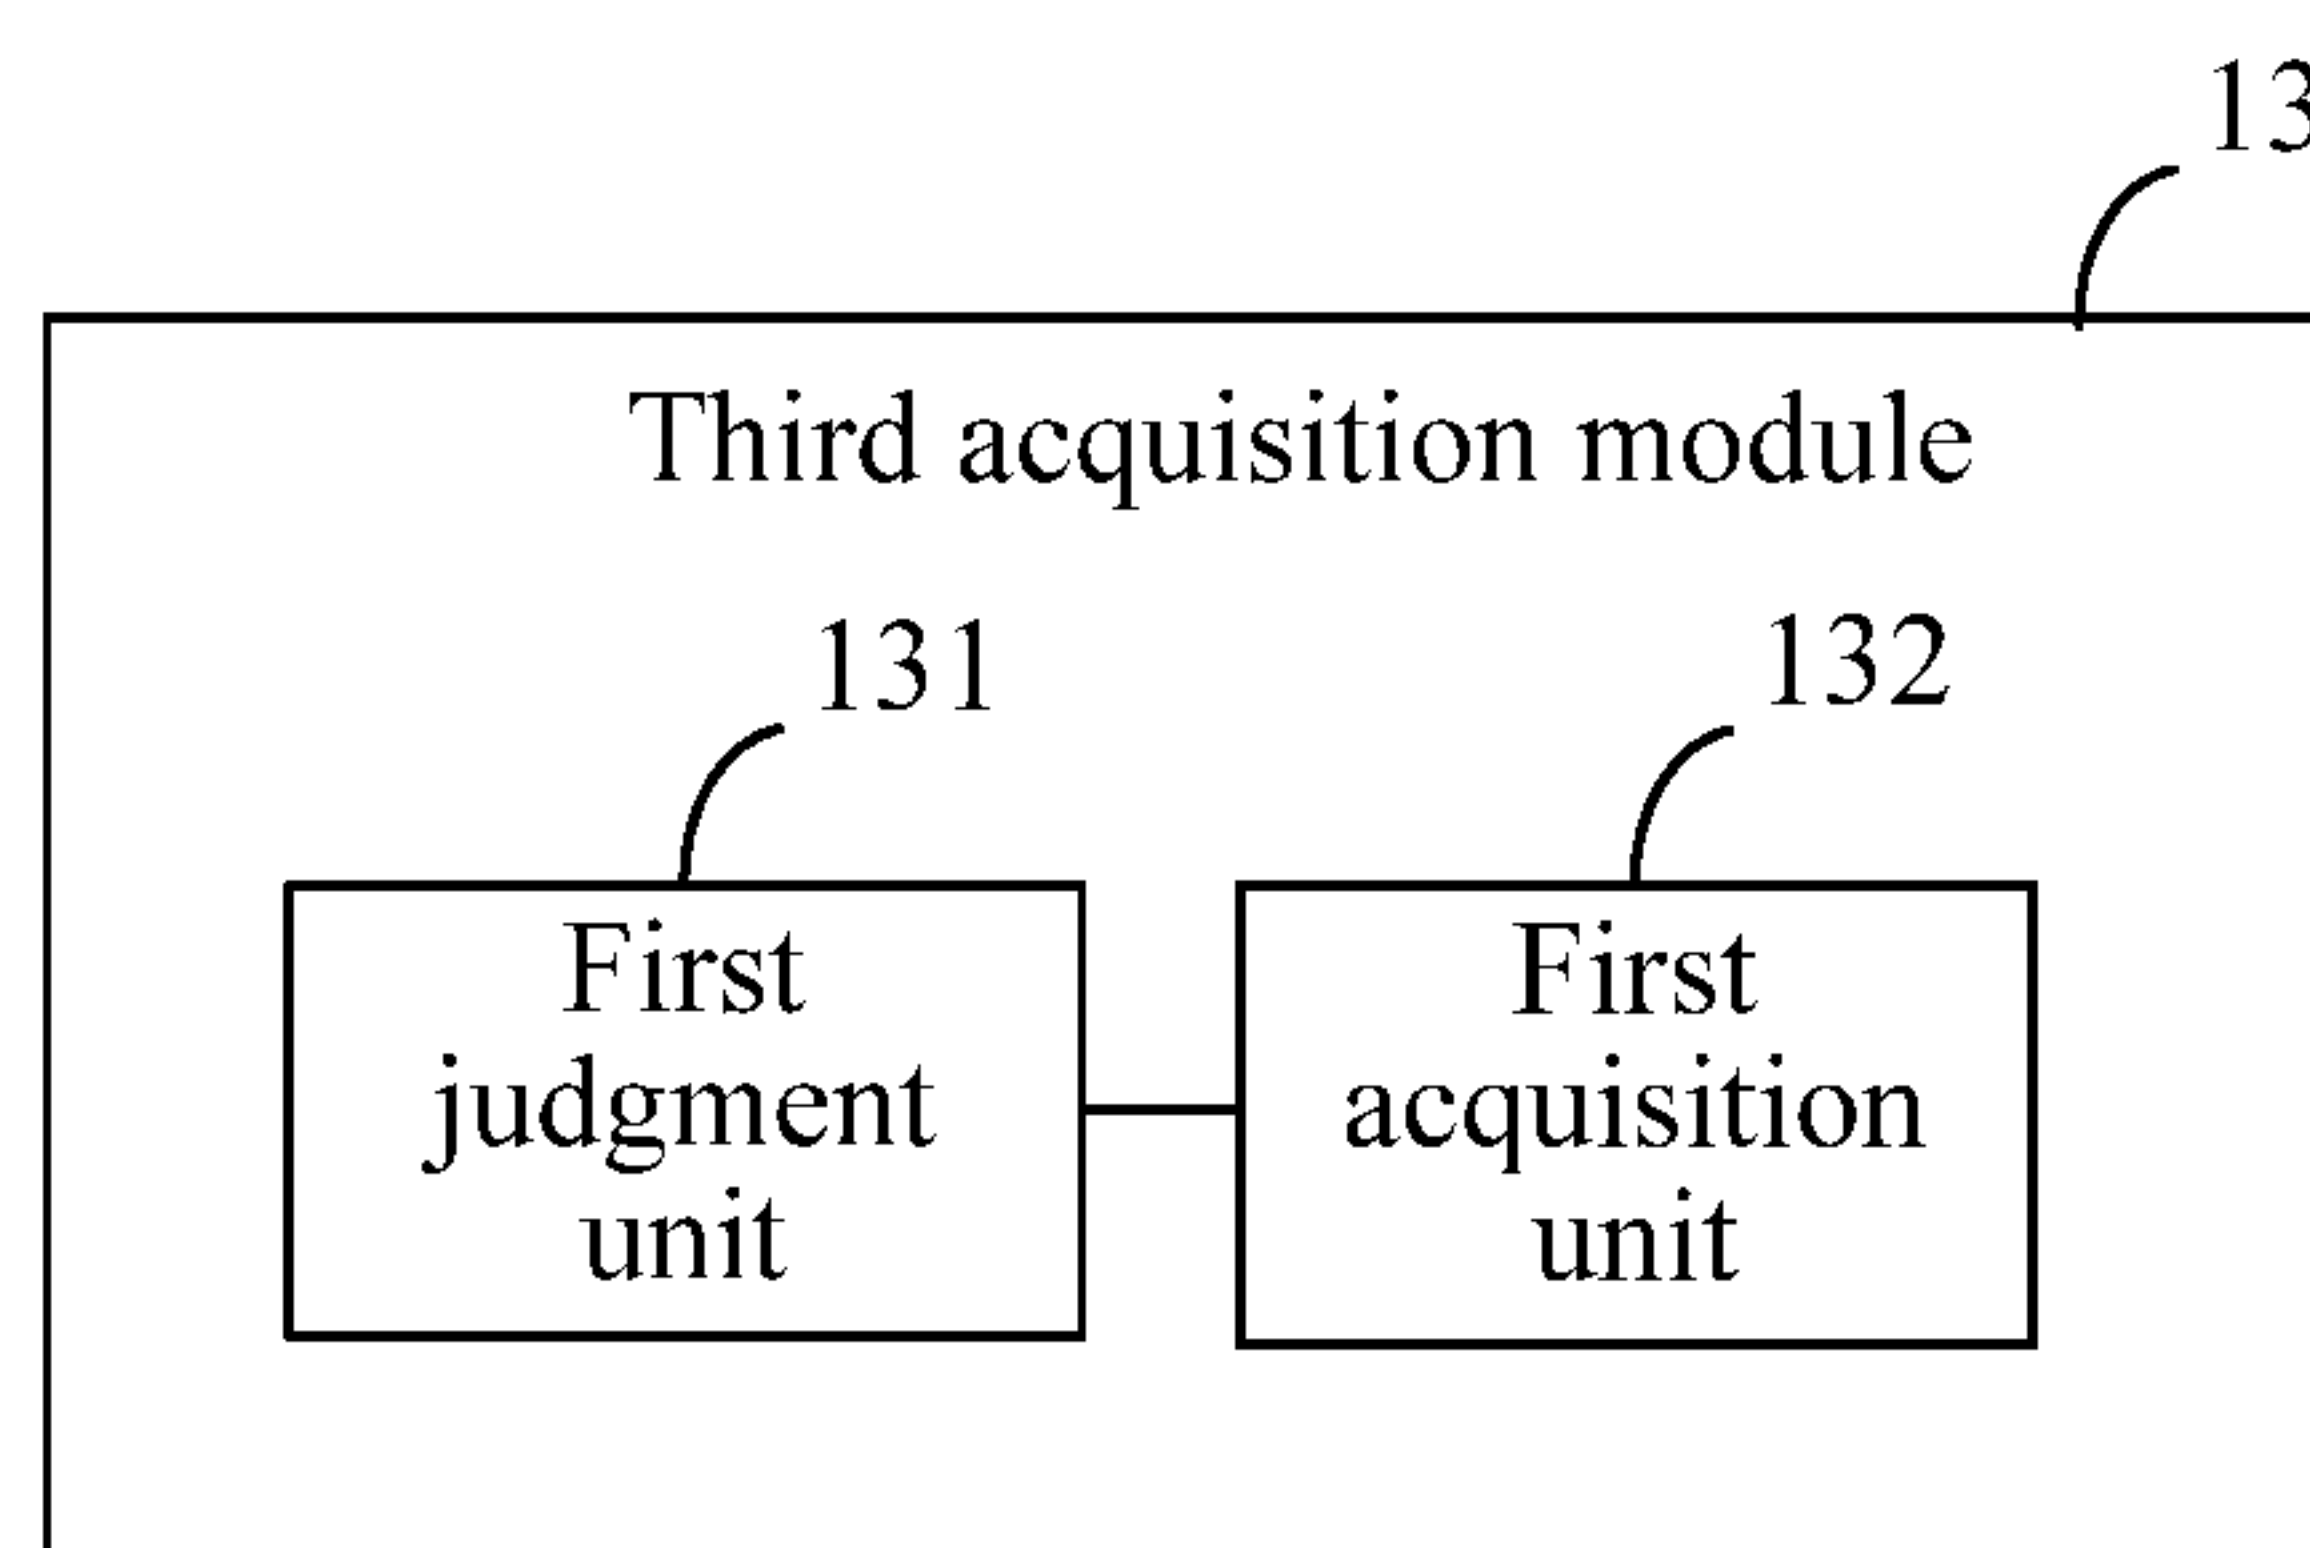 13
Third acquisition module
131
132
First
judgment
unit
First
acquisition
unit